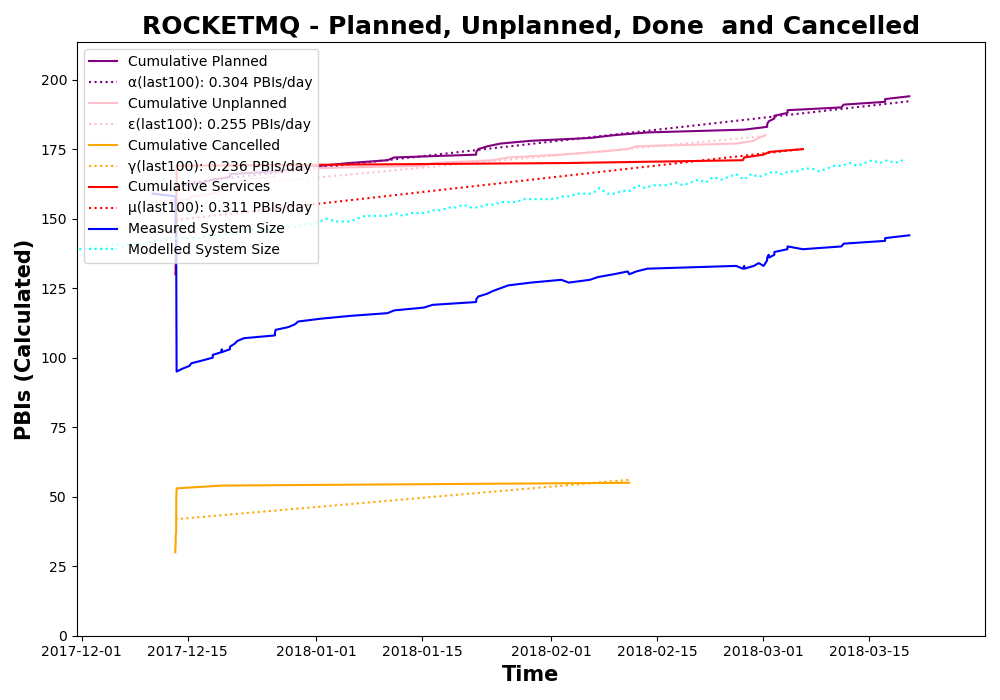 ROCKETMQ - Planned, Unplanned, Done  and Cancelled
Cumulative Planned
α(last100): 0.304 PBIs/day
Cumulative Unplanned
ε(last100): 0.255 PBIs/day
Cumulative Cancelled
γ(last100): 0.236 PBIs/day
Cumulative Services
μ(last100): 0.311 PBIs/day
Measured System Size
Modelled System Size
PBIs (Calculated)
200
175
150
125
100
75
50
25
0
2017-12-01 2017-12-15 2018-01-01 2018-01-15 2018-02-01 2018-02-15 2018-03-01 2018-03-15
Time